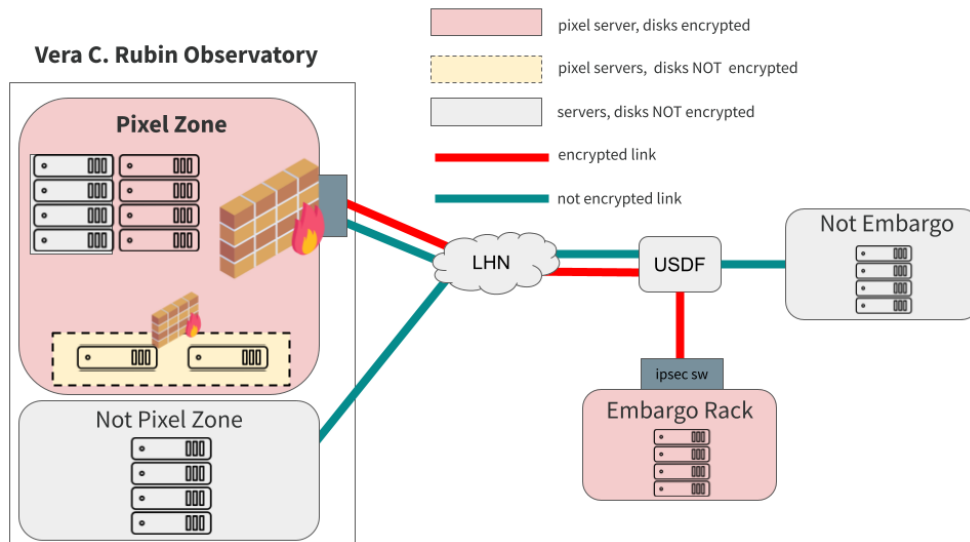 pixel server, disks encrypted
Vera C. Rubin Observatory
pixel servers,  disks NOT  encrypted
servers, disks NOT encrypted
Pixel Zone
encrypted link
not encrypted link
Not Embargo
LHN
USDF
ipsec sw
Embargo Rack
Not Pixel Zone